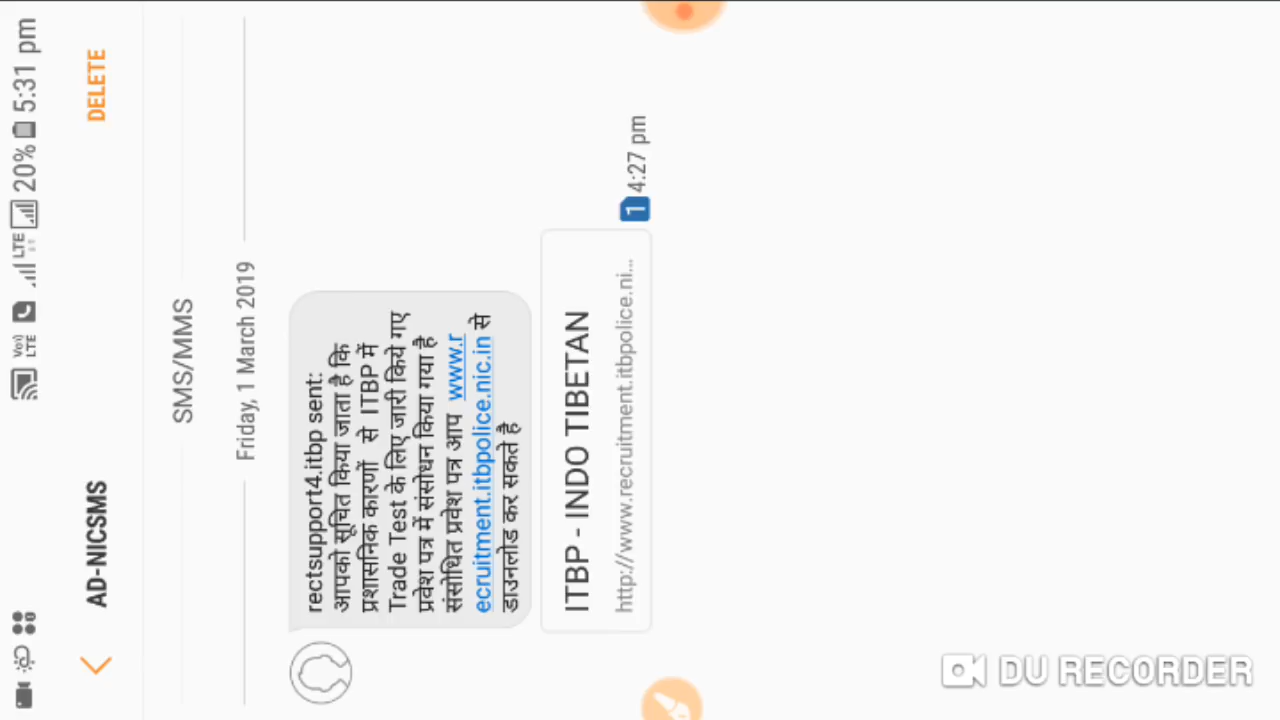 20% 5:31 pm
AD-NICSMS DELETE
SMS/MMS
Friday, 1 March 2019
rectsupport4.itbp sent:
आपको सूचित किया जाता है कि
प्रशासनिक कारणों से ITBP में
Trade Test के लिए जारी किये गए
प्रवेश पत्र में संसोधन किया गया है
संसोधित प्रवेश पत्र आप www.r
ecruitment.itbpolice.nic.in से
डाउनलोड कर सकते है
ITBP - INDO TIBETAN
http://www.recruitment.itbpolice.ni...
1 4:27 pm
DU RECORDER